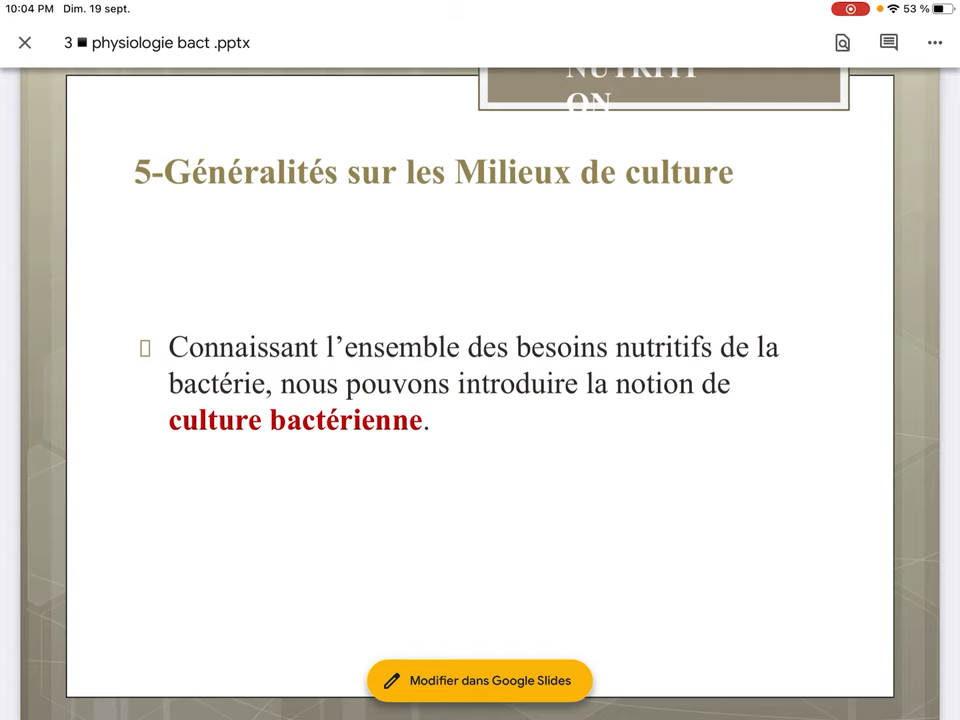 10:04 PM Dim. 19 sept.
53 %
3 ■ physiologie bact .pptx
NUTRITI
ON
5-Généralités sur les Milieux de culture
Connaissant l’ensemble des besoins nutritifs de la
bactérie, nous pouvons introduire la notion de
culture bactérienne.
Modifier dans Google Slides